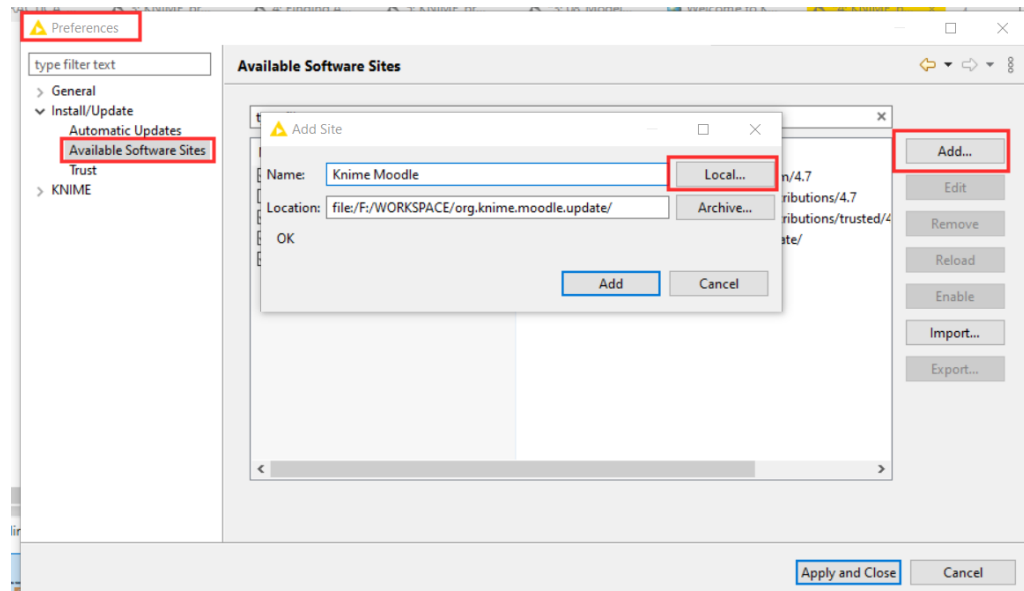 Preferences
type filter text
General
Install/Update
Automatic Updates
Available Software Sites
Trust
KNIME
Available Software Sites
Add Site
Name:
Knime Moodle
Local...
Location:
file:/F:/WORKSPACE/org.knime.moodle.update/
Archive...
OK
Add
Cancel
n/4.7
ributions/4.7
ributions/trusted/4
ate/
Add...
Edit
Remove
Reload
Enable
Import...
Export...
Apply and Close
Cancel